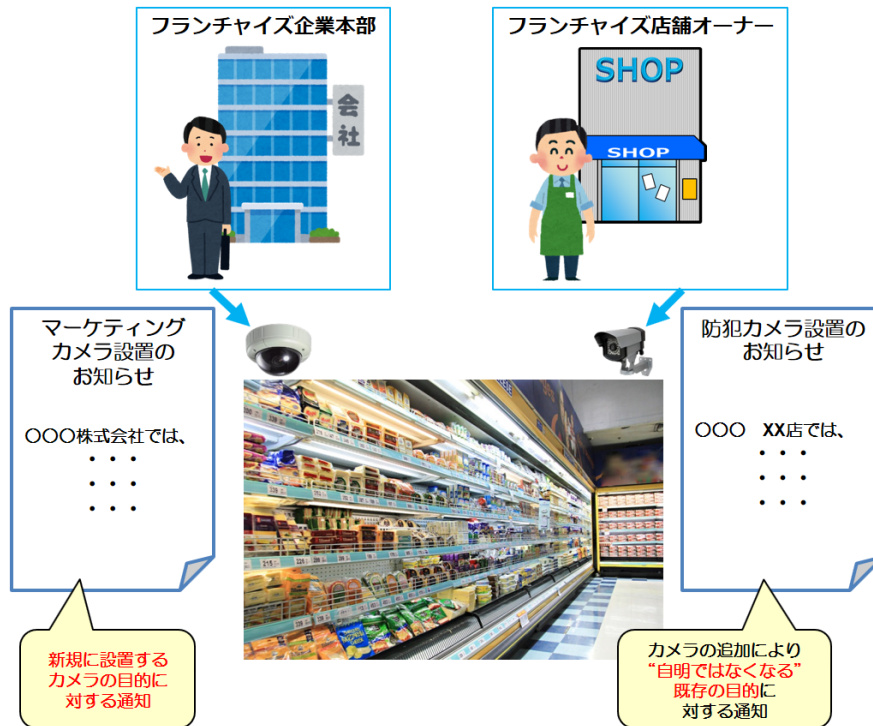 フランチャイズ企業本部
会社
フランチャイズ店舗オーナー
SHOP
SHOP
マーケティング
カメラ設置の
お知らせ
〇〇〇株式会社では、
・・・
・・・
・・・
防犯カメラ設置の
お知らせ
〇〇〇 XX店では、
・・・
・・・
・・・
新規に設置する
カメラの目的に
対する通知
カメラの追加により
“自明ではなくなる”
既存の目的に
対する通知